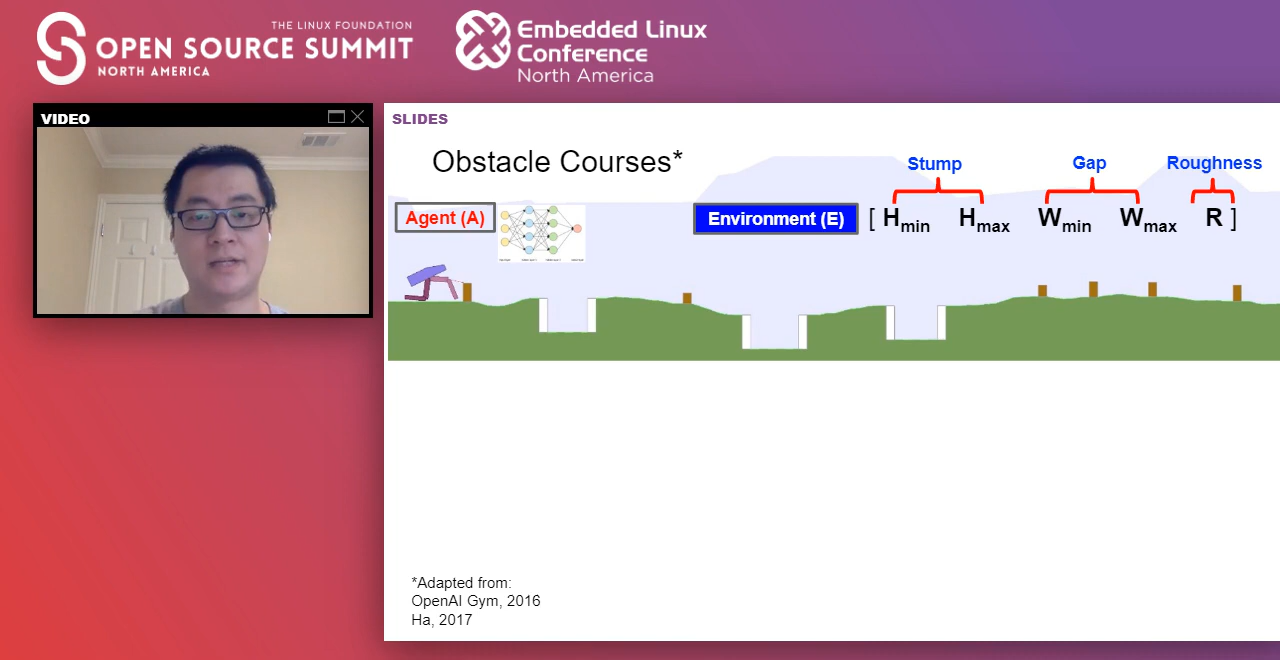 THE LINUX FOUNDATION
OPEN SOURCE SUMMIT
NORTH AMERICA
Embedded Linux
Conference
North America
VIDEO
SLIDES
Obstacle Courses*
Stump
Gap
Roughness
Agent (A)
Environment (E)
[ Hmin Hmax Wmin Wmax R ]
*Adapted from:
OpenAI Gym, 2016
Ha, 2017